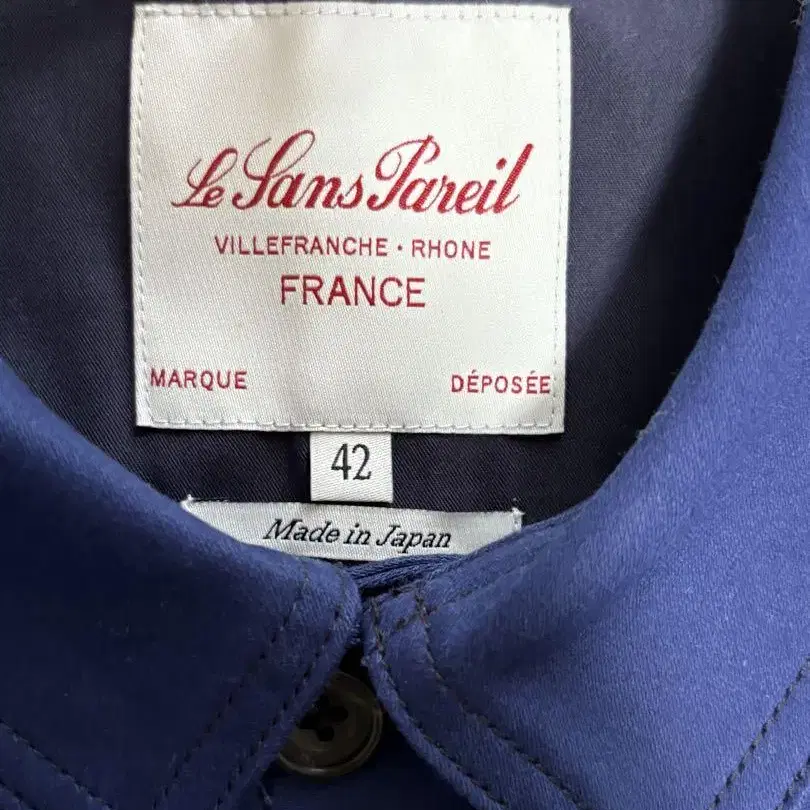 Le Sans Pareil
VILLEFRANCHE · RHONE
FRANCE
MARQUE DÉPOSÉE
42
Made in Japan